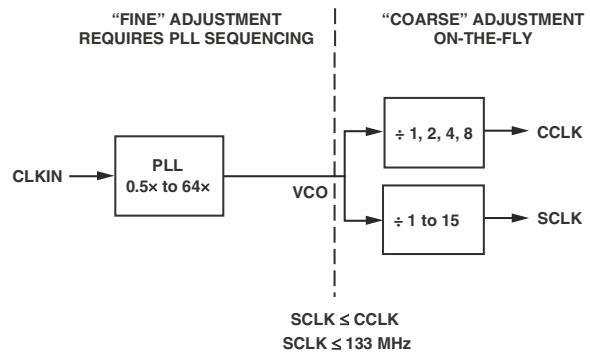 “FINE” ADJUSTMENT
REQUIRES PLL SEQUENCING
“COARSE” ADJUSTMENT
ON-THE-FLY
CLKIN
PLL
0.5× to 64×
VCO
÷ 1, 2, 4, 8
CCLK
÷ 1 to 15
SCLK
SCLK ≤ CCLK
SCLK ≤ 133 MHz